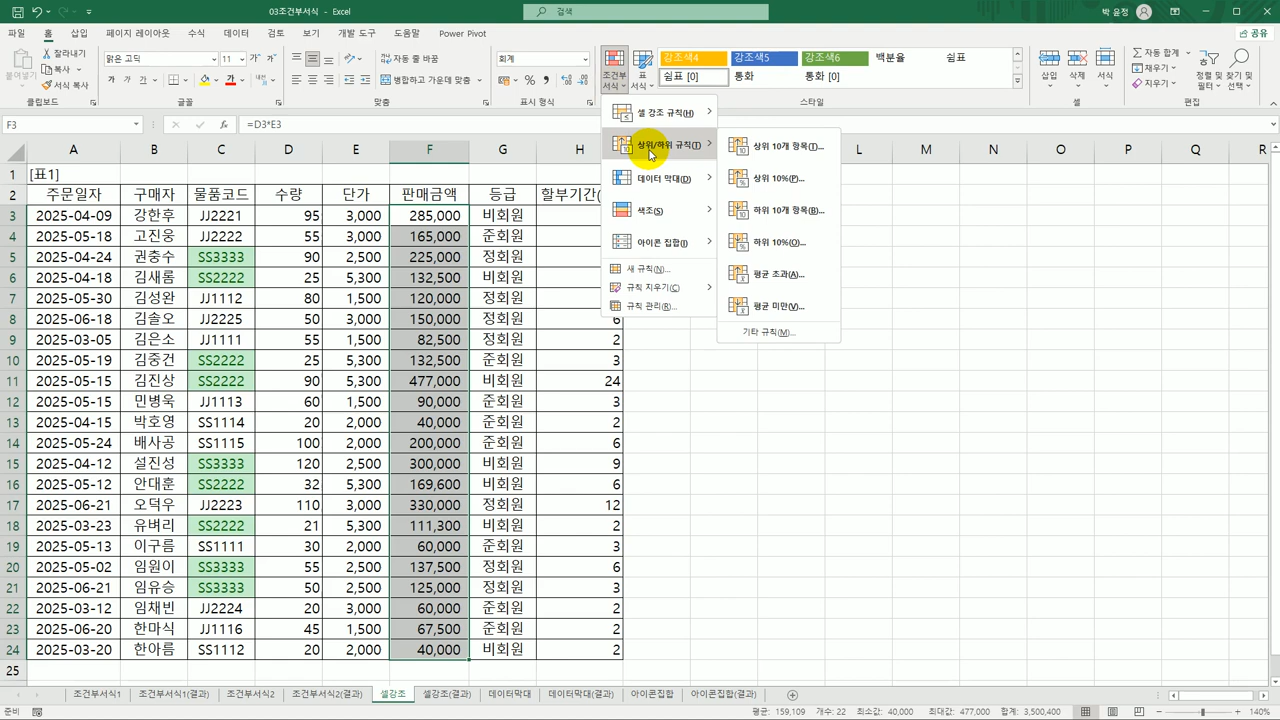 03조건부서식 - Excel
검색
박 윤정
파일 홈 삽입 페이지 레이아웃 수식 데이터 검토 보기 개발 도구 도움말 Power Pivot
공유
붙여넣기
잘라내기
복사
서식 복사
클립보드
맑은 고딕 11
가 가 가
글꼴
자동 줄 바꿈
병합하고 가운데 맞춤
맞춤
회계
표시 형식
조건부 서식
표 서식
강조색4 강조색5 강조색6 백분율 쉼표
쉼표 [0] 통화 통화 [0]
스타일
삽입 삭제 서식
셀
자동 합계
채우기
지우기
정렬 및 필터
찾기 및 선택
편집
F3 =D3*E3
셀 강조 규칙(H)
상위/하위 규칙(T)
데이터 막대(D)
색조(S)
아이콘 집합(I)
새 규칙(N)...
규칙 지우기(C)
규칙 관리(R)...
상위 10개 항목(T)...
상위 10%(P)...
하위 10개 항목(B)...
하위 10%(O)...
평균 초과(A)...
평균 미만(V)...
기타 규칙(M)...
A B C D E F G H L M N O P Q R
1 [표1]
2 주문일자 구매자 물품코드 수량 단가 판매금액 등급 할부기간(
3 2025-04-09 강한후 JJ2221 95 3,000 285,000 비회원
4 2025-05-18 고진웅 JJ2222 55 3,000 165,000 준회원
5 2025-04-24 권충수 SS3333 90 2,500 225,000 정회원
6 2025-04-18 김새롬 SS2222 25 5,300 132,500 비회원
7 2025-05-30 김성완 JJ1112 80 1,500 120,000 정회원
8 2025-06-18 김솔오 JJ2225 50 3,000 150,000 정회원 6
9 2025-03-05 김은소 JJ1111 55 1,500 82,500 정회원 2
10 2025-05-19 김중건 SS2222 25 5,300 132,500 준회원 3
11 2025-05-15 김진상 SS2222 90 5,300 477,000 비회원 24
12 2025-05-15 민병욱 JJ1113 60 1,500 90,000 준회원 3
13 2025-04-15 박호영 SS1114 20 2,000 40,000 준회원 2
14 2025-05-24 배사공 SS1115 100 2,000 200,000 준회원 6
15 2025-04-12 설진성 SS3333 120 2,500 300,000 비회원 9
16 2025-05-12 안대훈 SS2222 32 5,300 169,600 비회원 6
17 2025-06-21 오덕우 JJ2223 110 3,000 330,000 정회원 12
18 2025-03-23 유벼리 SS2222 21 5,300 111,300 비회원 2
19 2025-05-13 이구름 SS1111 30 2,000 60,000 준회원 3
20 2025-05-02 임원이 SS3333 55 2,500 137,500 정회원 6
21 2025-06-21 임유승 SS3333 50 2,500 125,000 정회원 3
22 2025-03-12 임채빈 JJ2224 20 3,000 60,000 준회원 2
23 2025-06-20 한마식 JJ1116 45 1,500 67,500 준회원 2
24 2025-03-20 한아름 SS1112 20 2,000 40,000 비회원 2
25
조건부서식1 조건부서식1(결과) 조건부서식2 조건부서식2(결과) 셀강조 셀강조(결과) 데이터막대 데이터막대(결과) 아이콘집합 아이콘집합(결과)
준비 평균: 159,109 개수: 22 최소값: 40,000 최대값: 477,000 합계: 3,500,400 140%